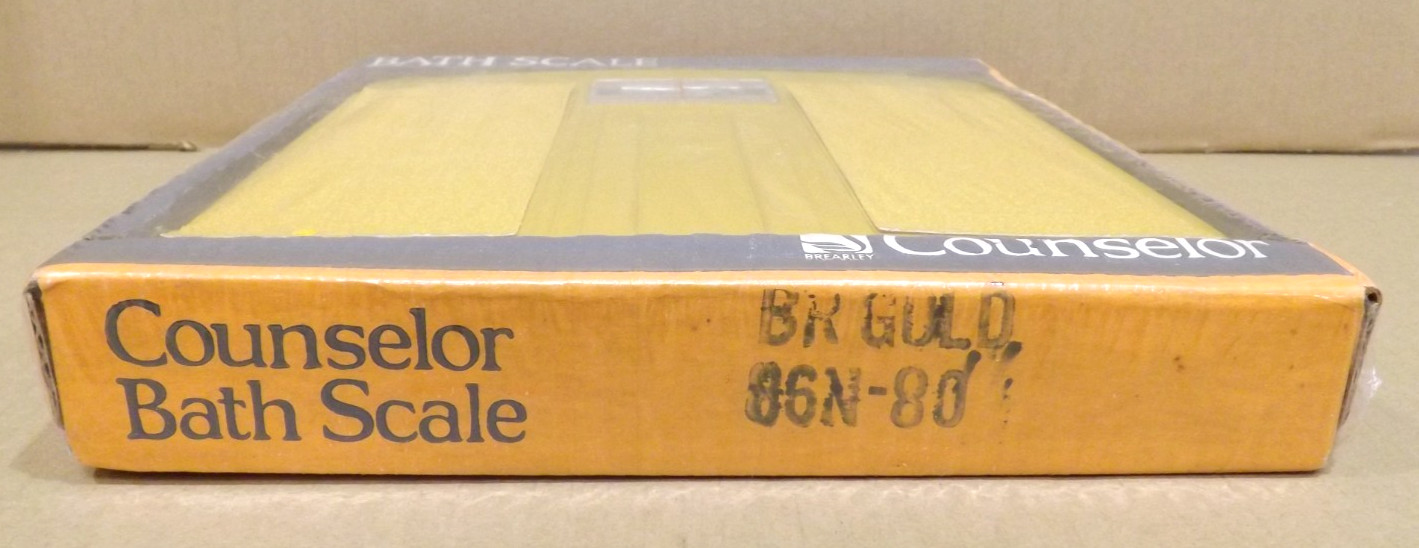 BATH SCALE
BREARLEY
Counselor
Counselor
Bath Scale
BR GOLD
86N-80